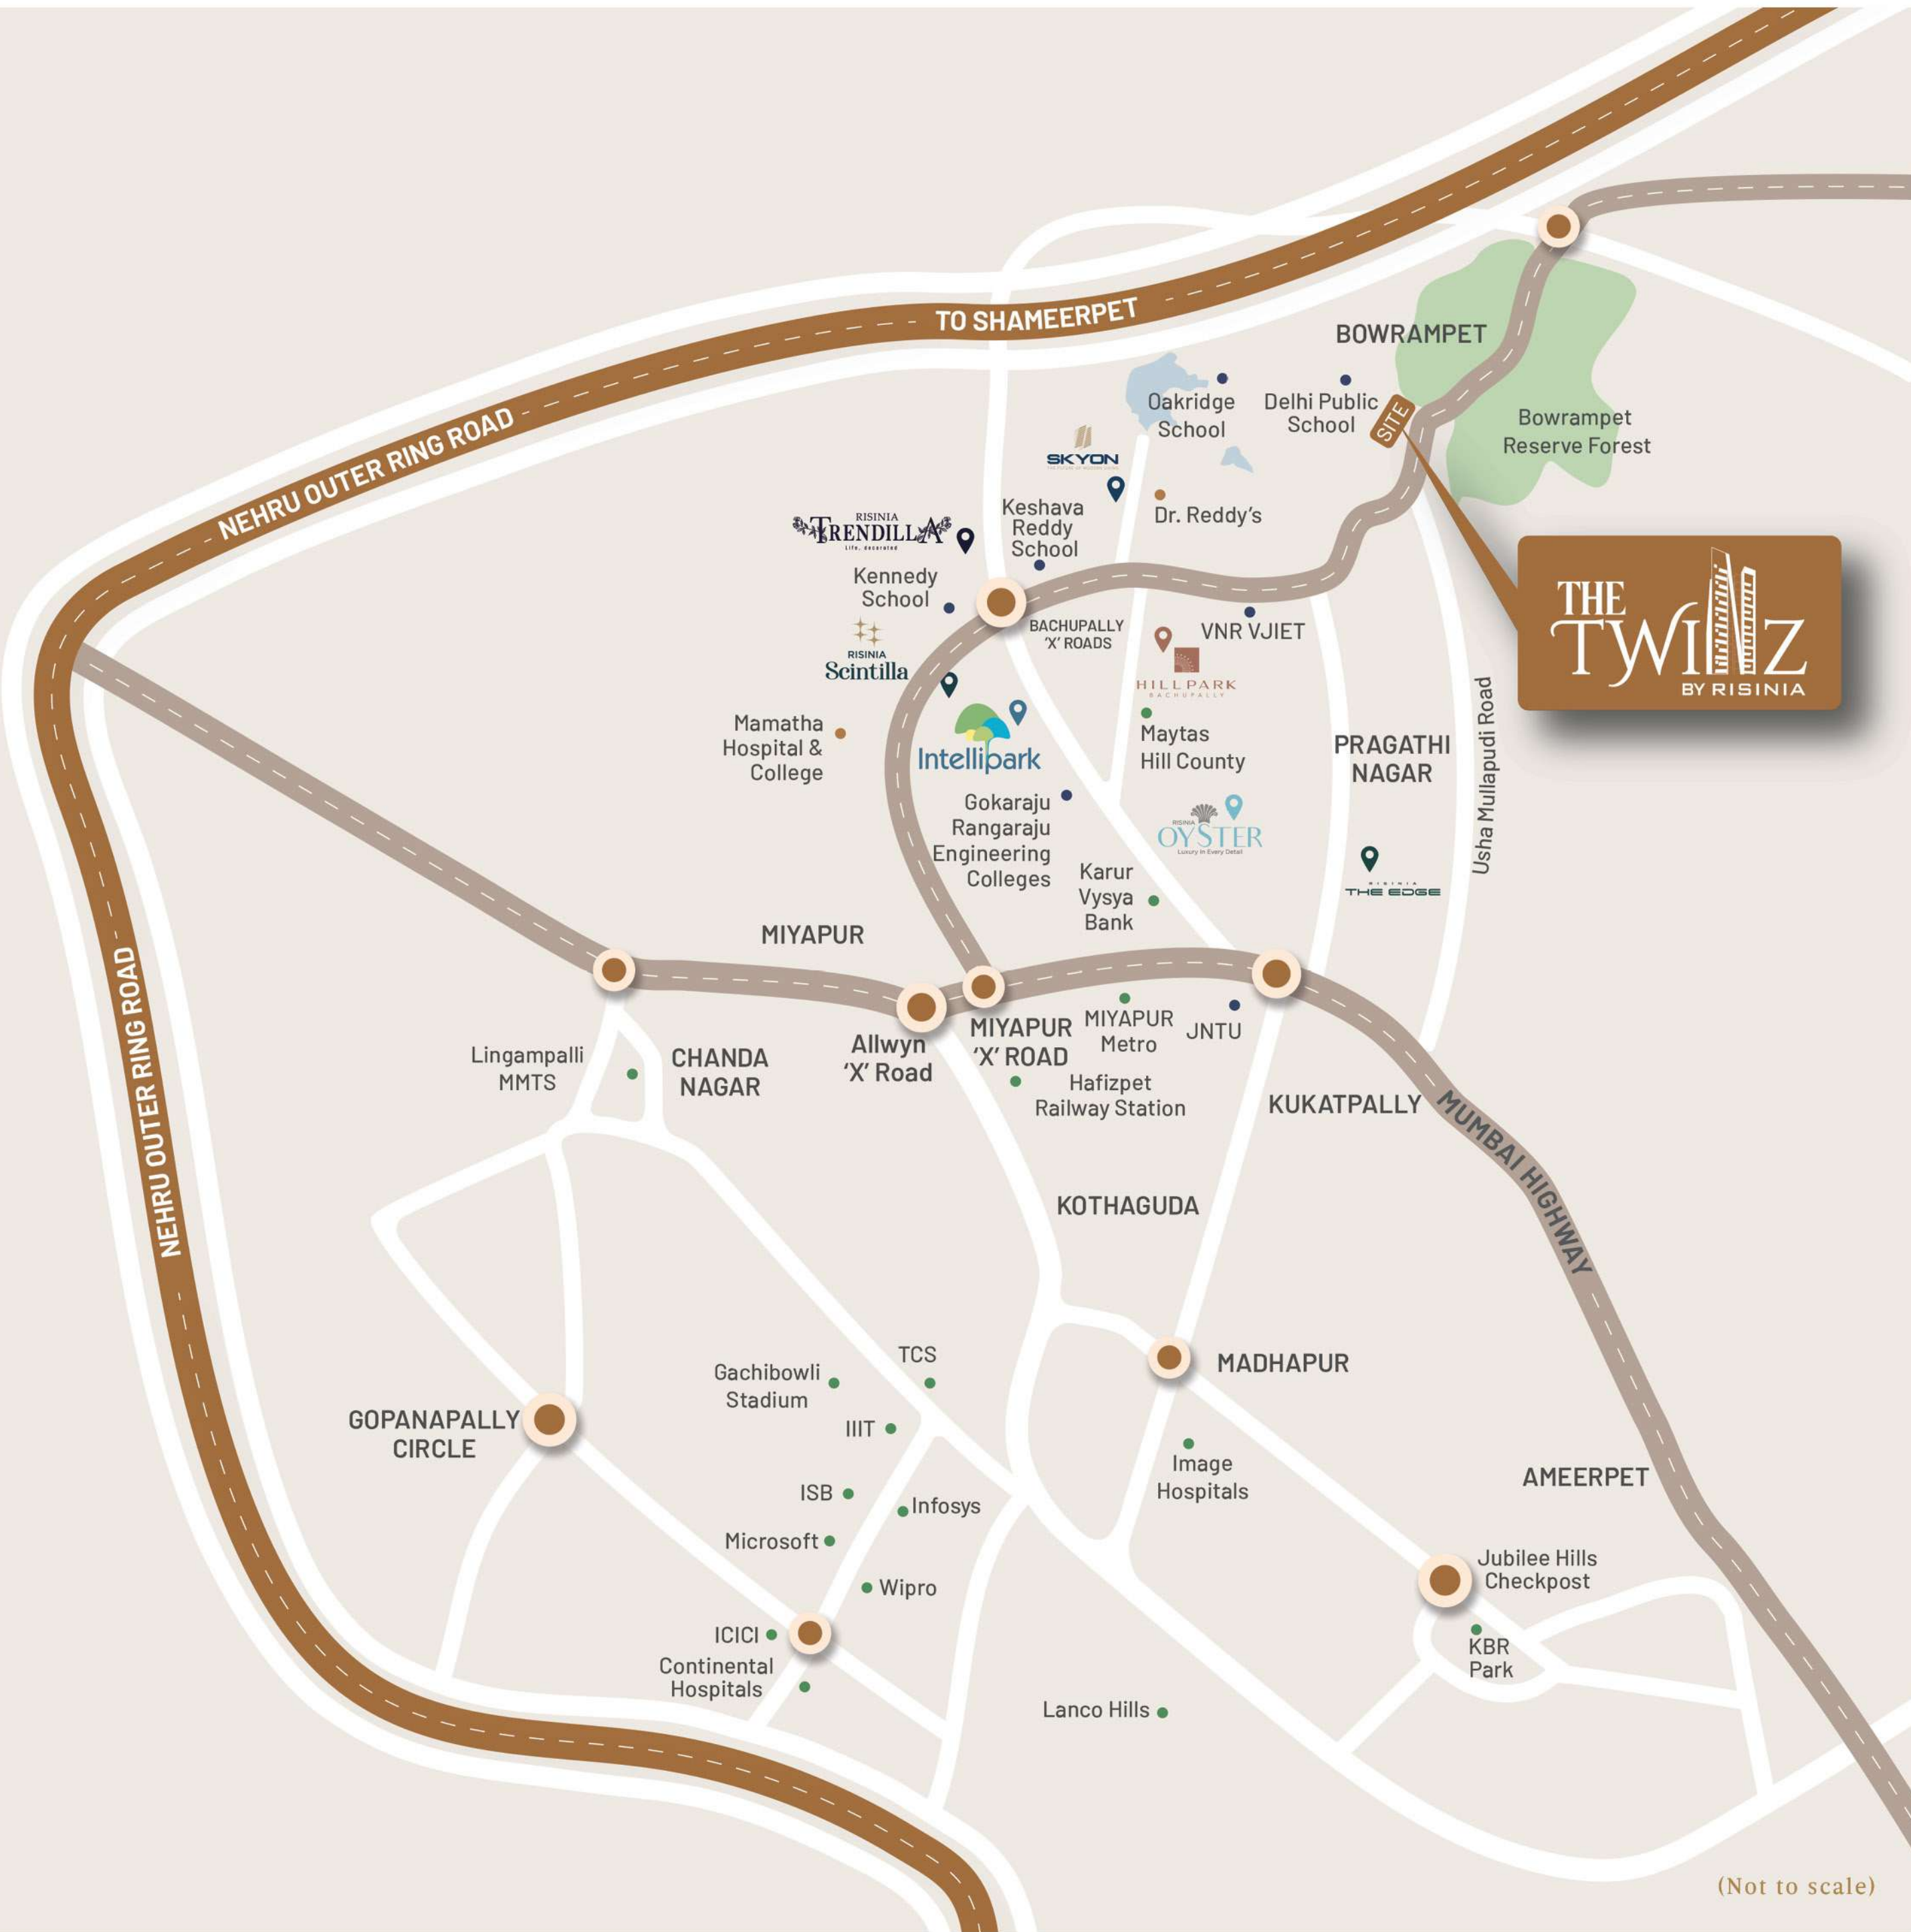 TO SHAMEERPET
NEHRU OUTER RING ROAD
BOWRAMPET
Oakridge
School
Delhi Public
School
SITE
Bowrampet
Reserve Forest
SKYON
Keshava
Reddy
School
Dr. Reddy's
RISINIA
TRENDILLA
Life, decorated
Kennedy
School
BACHUPALLY
'X' ROADS
VNR VJIET
THE
TWINZ
BY RISINIA
RISINIA
Scintilla
HILLPARK
BACHUPALLY
Mamatha
Hospital &
College
Intellipark
Maytas
Hill County
PRAGATHI
NAGAR
Usha Mullapudi Road
Gokaraju
Rangaraju
Engineering
Colleges
RISINIA
OYSTER
Luxury in Every Detail
Karur
Vysya
Bank
RISINIA
THE EDGE
MIYAPUR
NEHRU OUTER RING ROAD
Lingampalli
MMTS
CHANDA
NAGAR
Allwyn
'X' Road
MIYAPUR
'X' ROAD
MIYAPUR
Metro
JNTU
Hafizpet
Railway Station
KUKATPALLY
MUMBAI HIGHWAY
KOTHAGUDA
MADHAPUR
TCS
Gachibowli
Stadium
IIIT
GOPANAPALLY
CIRCLE
Image
Hospitals
AMEERPET
ISB
Infosys
Microsoft
Wipro
Jubilee Hills
Checkpost
ICICI
Continental
Hospitals
KBR
Park
Lanco Hills
(Not to scale)